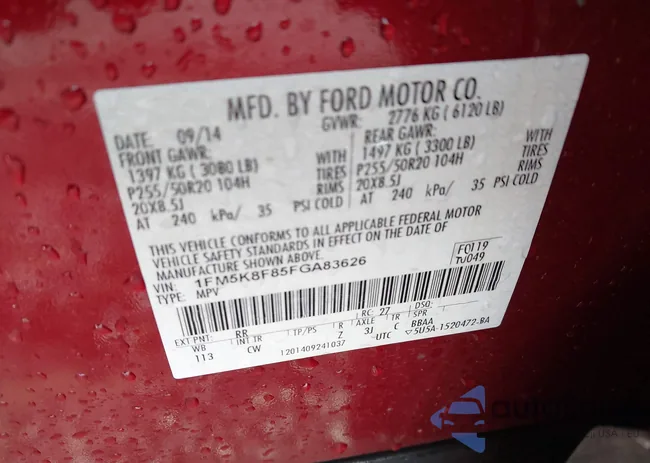 MFD. BY FORD MOTOR CO.
DATE: 09/14 GVWR: 2776 KG ( 6120 LB)
FRONT GAWR: REAR GAWR: WITH
1397 KG ( 3080 LB) WITH 1497 KG ( 3300 LB) TIRES
P255/50R20 104H TIRES P255/50R20 104H RIMS
20X8.5J RIMS 20X8.5J
AT 240 kPa/ 35 PSI COLD AT 240 kPa/ 35 PSI COLD
THIS VEHICLE CONFORMS TO ALL APPLICABLE FEDERAL MOTOR
VEHICLE SAFETY STANDARDS IN EFFECT ON THE DATE OF
MANUFACTURE SHOWN ABOVE.
VIN: 1FM5K8F85FGA83626 F0119
TYPE: MPV T0049
EXT PNT: RR RC: 27 DSO:
WB INT TR TP/PS R AXLE TR SPR
113 CW Z 3J C BBAA
1201409241037 UTC ▽5U5A-1520472-BA